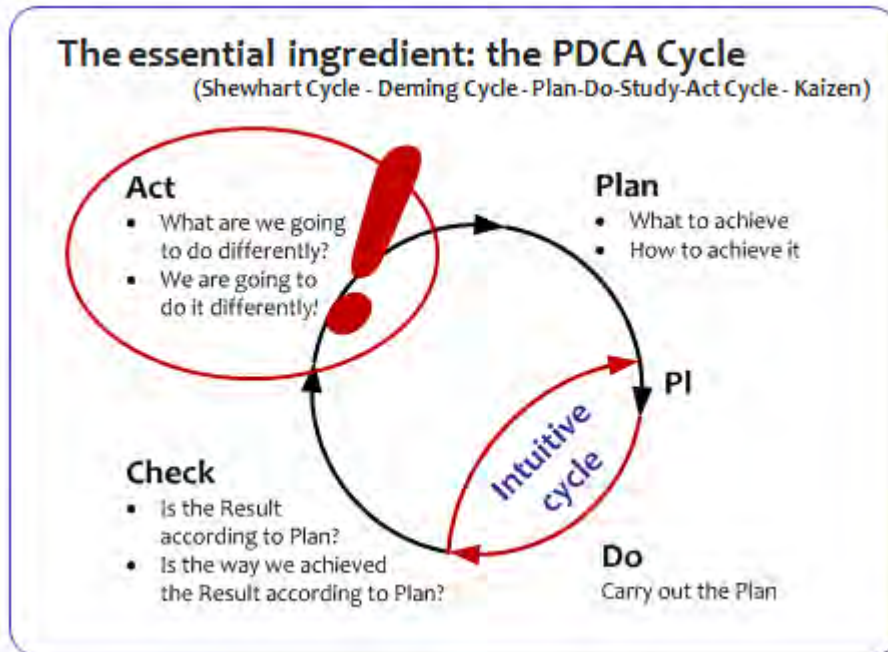 The essential ingredient: the PDCA Cycle
(Shewhart Cycle - Deming Cycle - Plan-Do-Study-Act Cycle - Kaizen)
Act
• What are we going
to do differently?
• We are going to
do it differently!
Plan
• What to achieve
• How to achieve it
Pl
Intuitive
cycle
Check
• Is the Result
according to Plan?
• Is the way we achieved
the Result according to Plan?
Do
Carry out the Plan